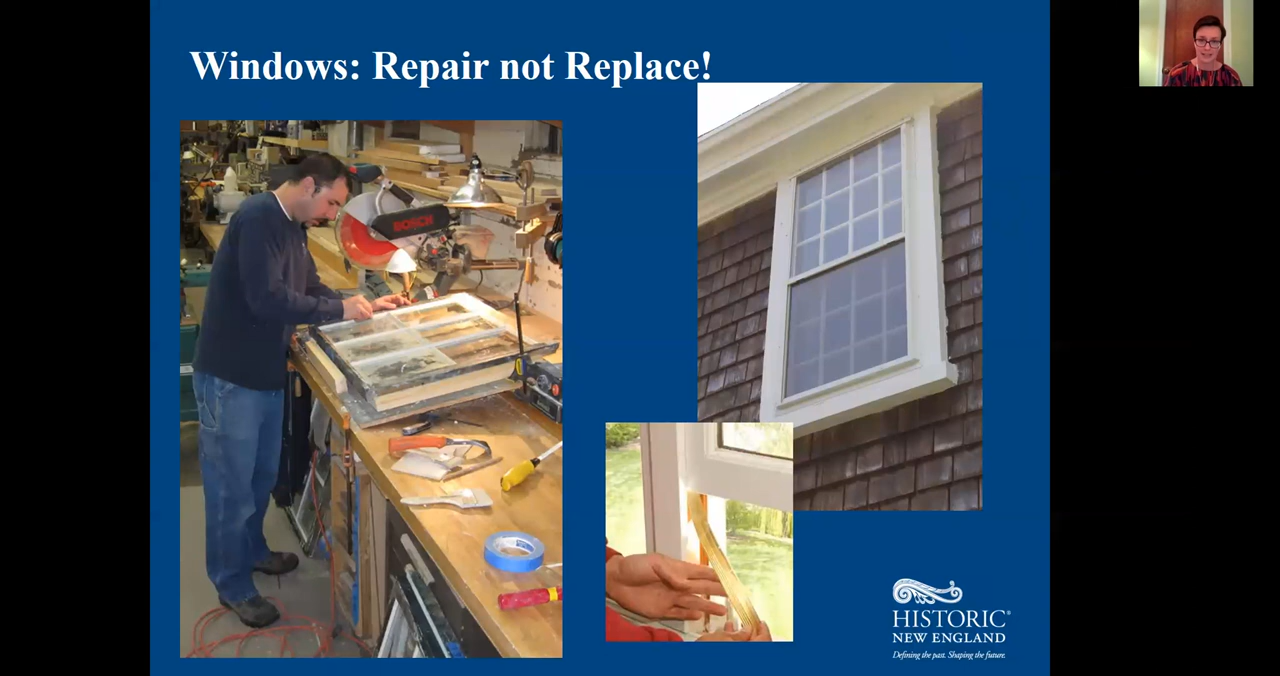 Windows: Repair not Replace!
BOSCH
HISTORIC®
NEW ENGLAND
Defining the past. Shaping the future.